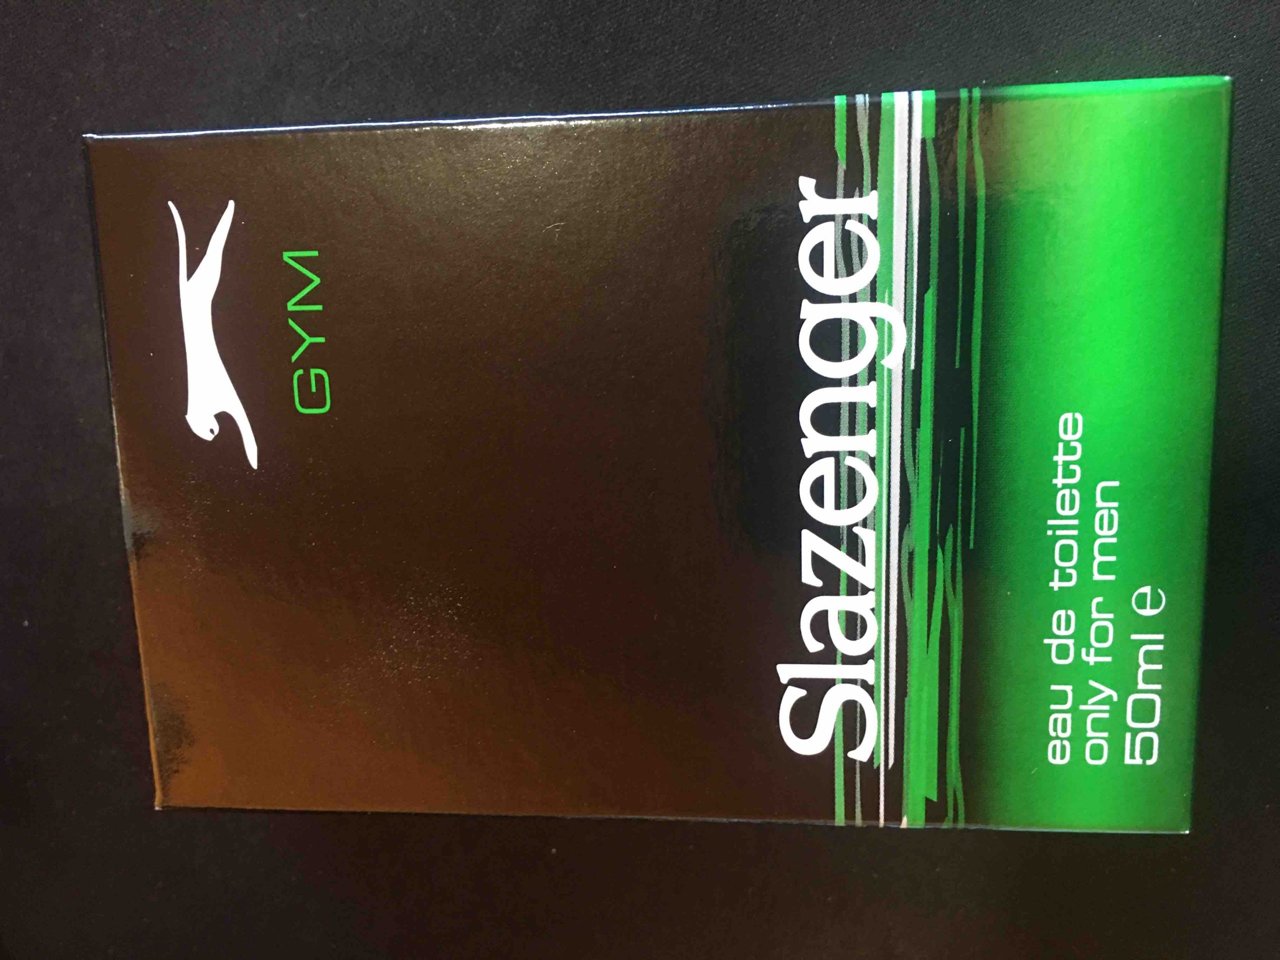 GYM
Slazenger
eau de toilette
only for men
50ml e